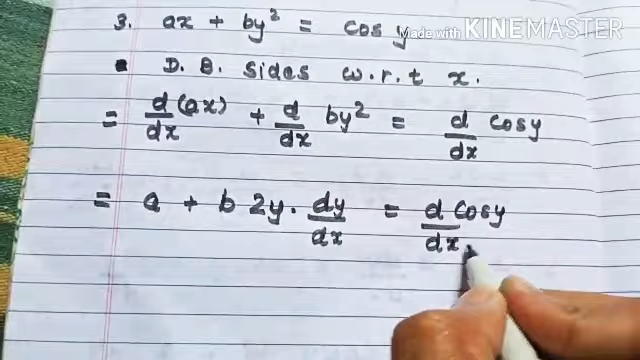 3. ax + by² = cos y
Made with KINEMASTER
D. B. sides w.r.t x.
= d/dx (ax) + d/dx by² = d/dx cosy
= a + b 2y. dy/dx = d/dx cosy